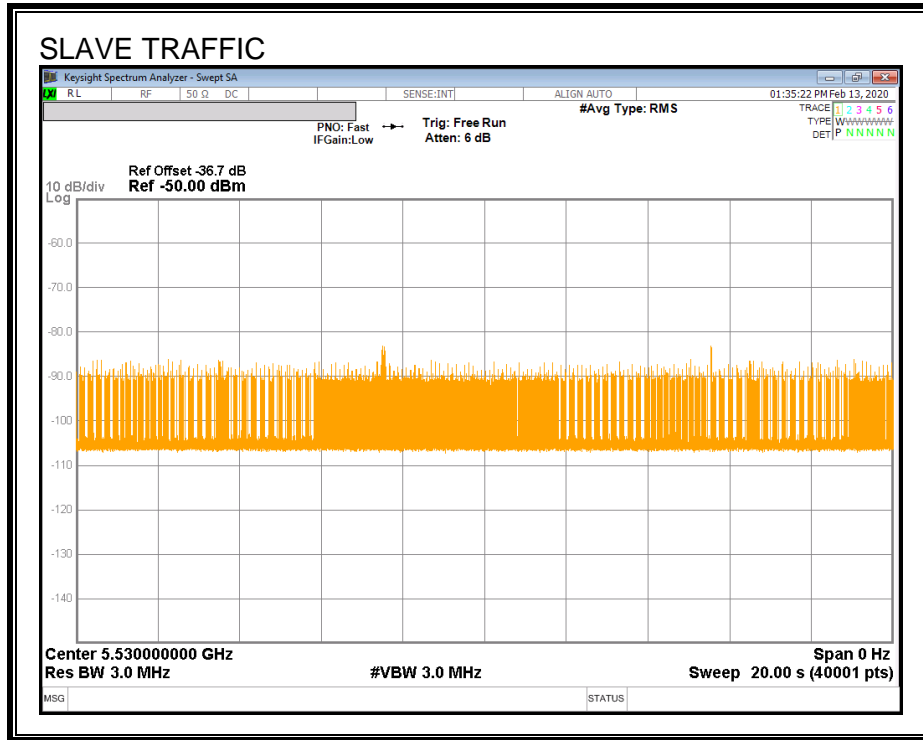 SLAVE TRAFFIC
Keysight Spectrum Analyzer - Swept SA
LXI RL RF 50 Ω DC SENSE:INT ALIGN AUTO 01:35:22 PM Feb 13, 2020
#Avg Type: RMS
TRACE 1 2 3 4 5 6
PNO: Fast Trig: Free Run
TYPE W
IFGain:Low Atten: 6 dB
DET P N N N N N
Ref Offset -36.7 dB
10 dB/div Ref -50.00 dBm
Log
-60.0
-70.0
-80.0
-90.0
-100
-110
-120
-130
-140
Center 5.530000000 GHz Span 0 Hz
Res BW 3.0 MHz #VBW 3.0 MHz Sweep 20.00 s (40001 pts)
MSG STATUS